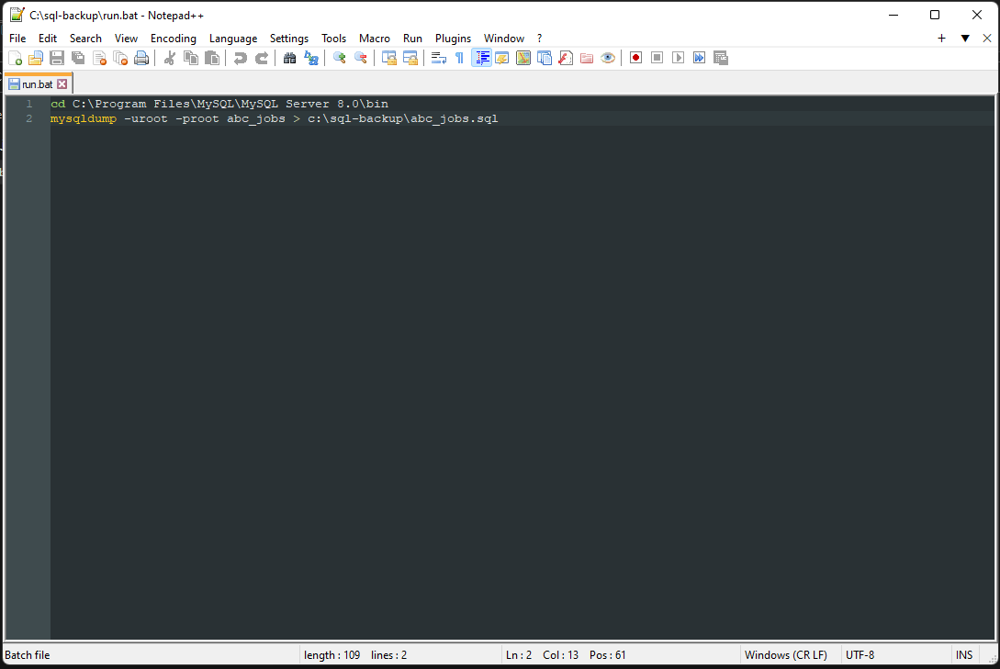 C:\sql-backup\run.bat - Notepad++
File Edit Search View Encoding Language Settings Tools Macro Run Plugins Window ? + ▼ ✕
run.bat
1 cd C:\Program Files\MySQL\MySQL Server 8.0\bin
2 mysqldump -uroot -proot abc_jobs > c:\sql-backup\abc_jobs.sql
Batch file length : 109 lines : 2 Ln : 2 Col : 13 Pos : 61 Windows (CR LF) UTF-8 INS